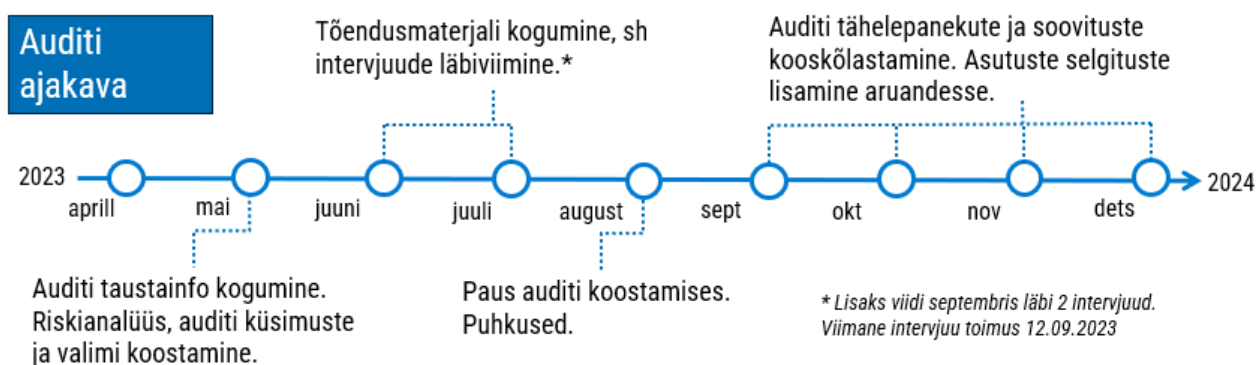 Auditi
ajakava
Tõendusmaterjali kogumine, sh
intervjuude läbiviimine.*
Auditi tähelepanekute ja soovituste
kooskõlastamine. Asutuste selgituste
lisamine aruandesse.
2023
aprill
mai
juuni
juuli
august
sept
okt
nov
dets
2024
Auditi taustainfo kogumine.
Riskianalüüs, auditi küsimuste
ja valimi koostamine.
Paus auditi koostamises.
Puhkused.
* Lisaks viidi septembris läbi 2 intervjuud.
Viimane intervjuu toimus 12.09.2023